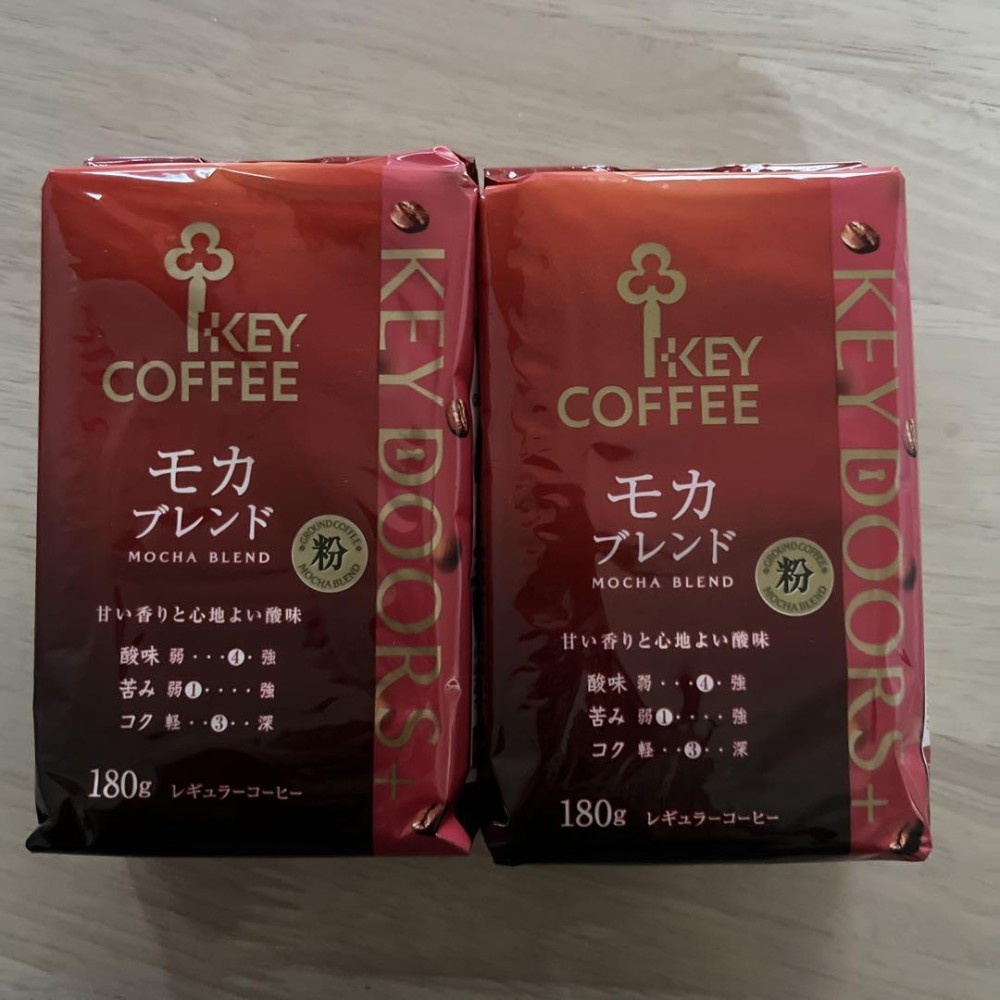 KEY
COFFEE
モカ
ブレンド
MOCHA BLEND
GROUND COFFEE
粉
MOCHA BLEND
甘い香りと心地よい酸味
酸味 弱・・・4・強
苦み 弱1・・・・強
コク 軽・・3・・深
180g レギュラーコーヒー
KEY DOORS+
KEY
COFFEE
モカ
ブレンド
MOCHA BLEND
GROUND COFFEE
粉
MOCHA BLEND
甘い香りと心地よい酸味
酸味 弱・・・4・強
苦み 弱1・・・・強
コク 軽・・3・・深
180g レギュラーコーヒー
KEY DOORS+